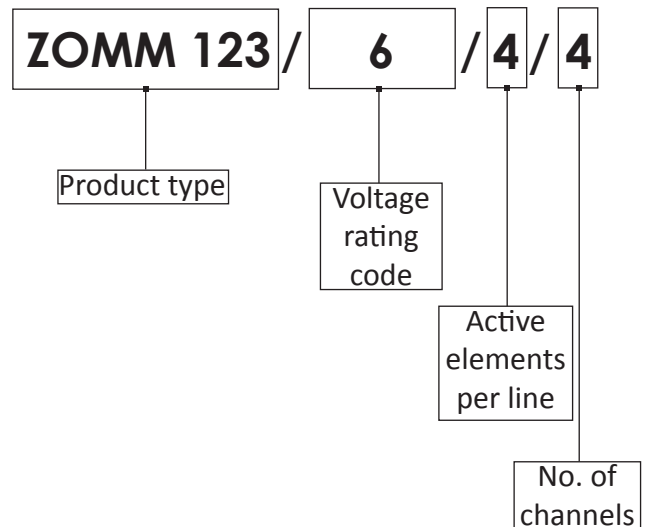 ZOMM 123/ 6 /4/ 4
Product type
Voltage
rating
code
Active
elements
per line
No. of
channels